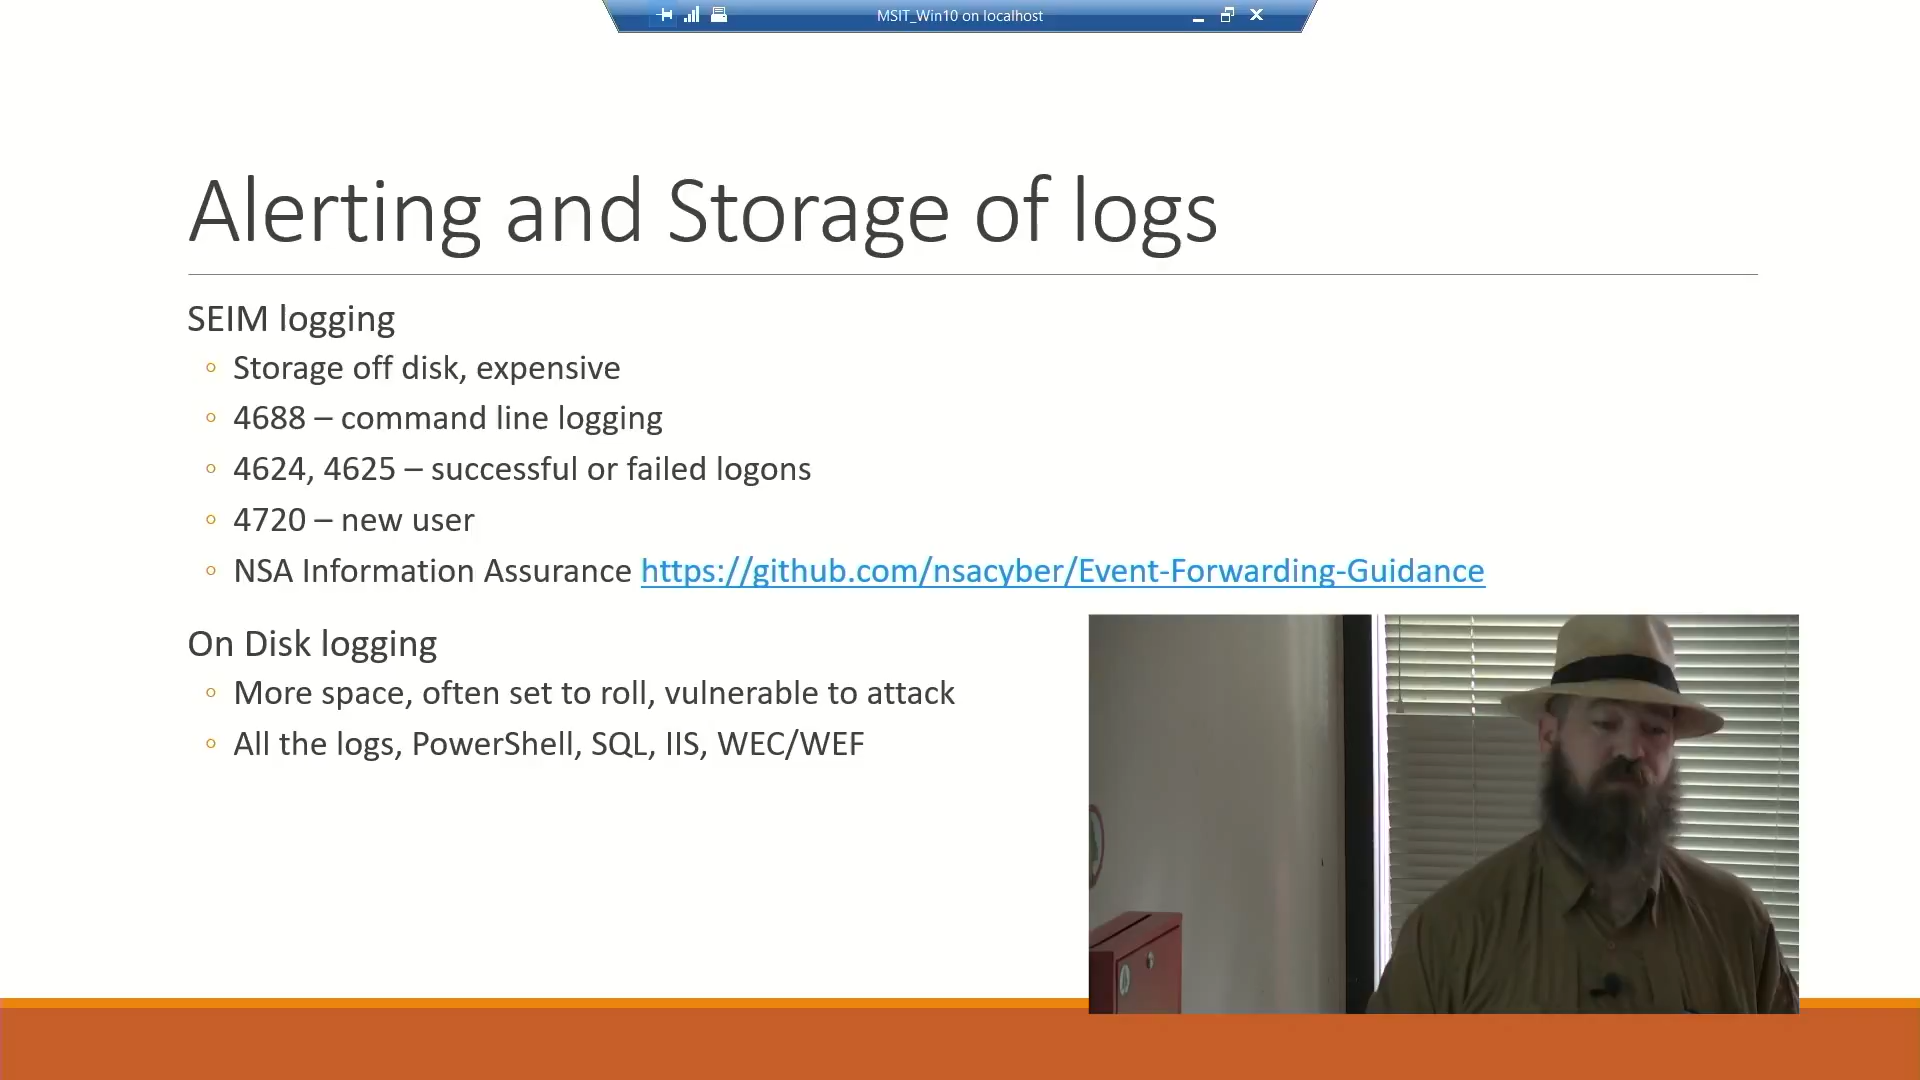 MSIT_Win10 on localhost
Alerting and Storage of logs
SEIM logging
Storage off disk, expensive
4688 – command line logging
4624, 4625 – successful or failed logons
4720 – new user
NSA Information Assurance https://github.com/nsacyber/Event-Forwarding-Guidance
On Disk logging
More space, often set to roll, vulnerable to attack
All the logs, PowerShell, SQL, IIS, WEC/WEF